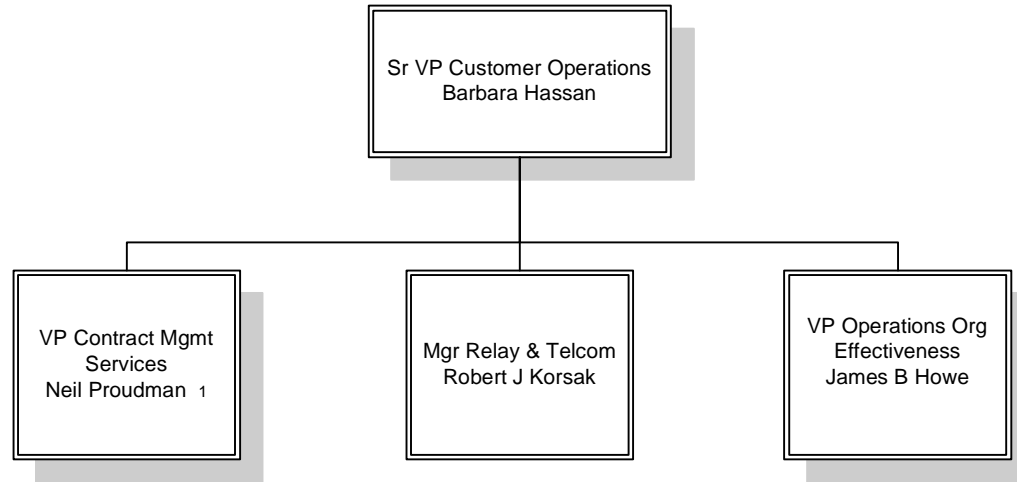 Sr VP Customer Operations
Barbara Hassan
VP Contract Mgmt
Services
Neil Proudman 1
Mgr Relay & Telcom
Robert J Korsak
VP Operations Org
Effectiveness
James B Howe